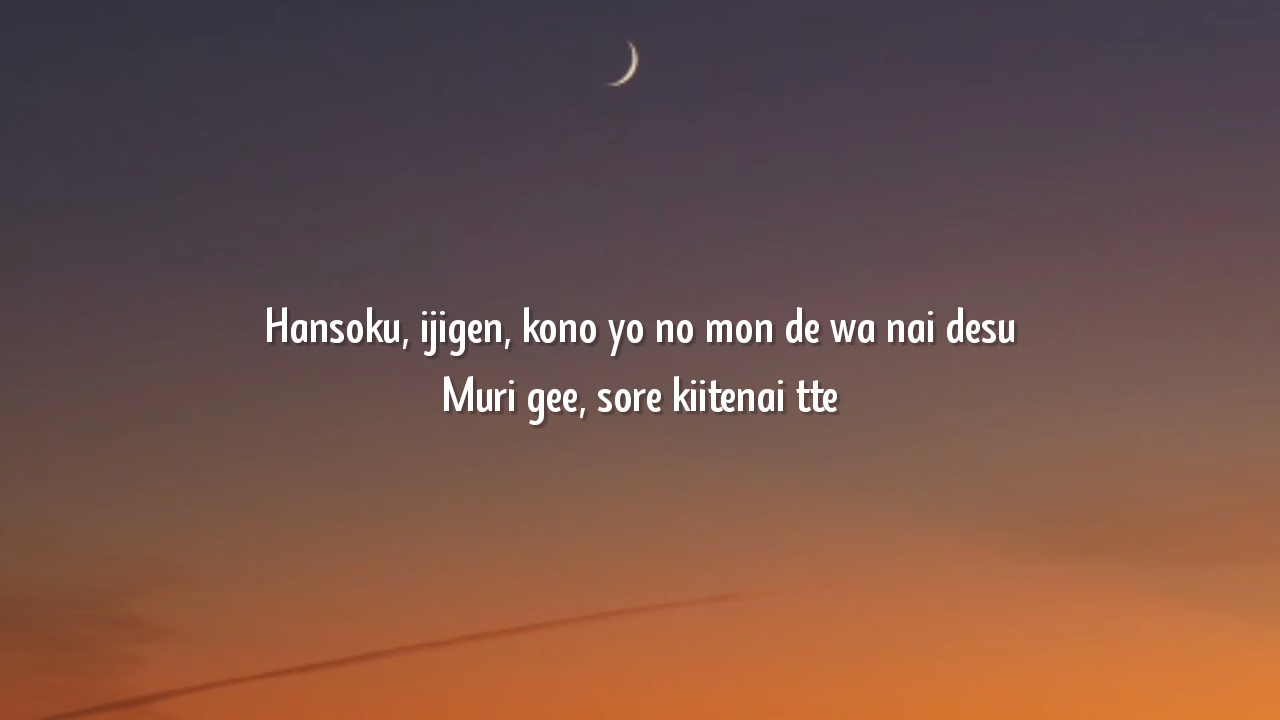 Hansoku, ijigen, kono yo no mon de wa nai desu
Muri gee, sore kiitenai tte